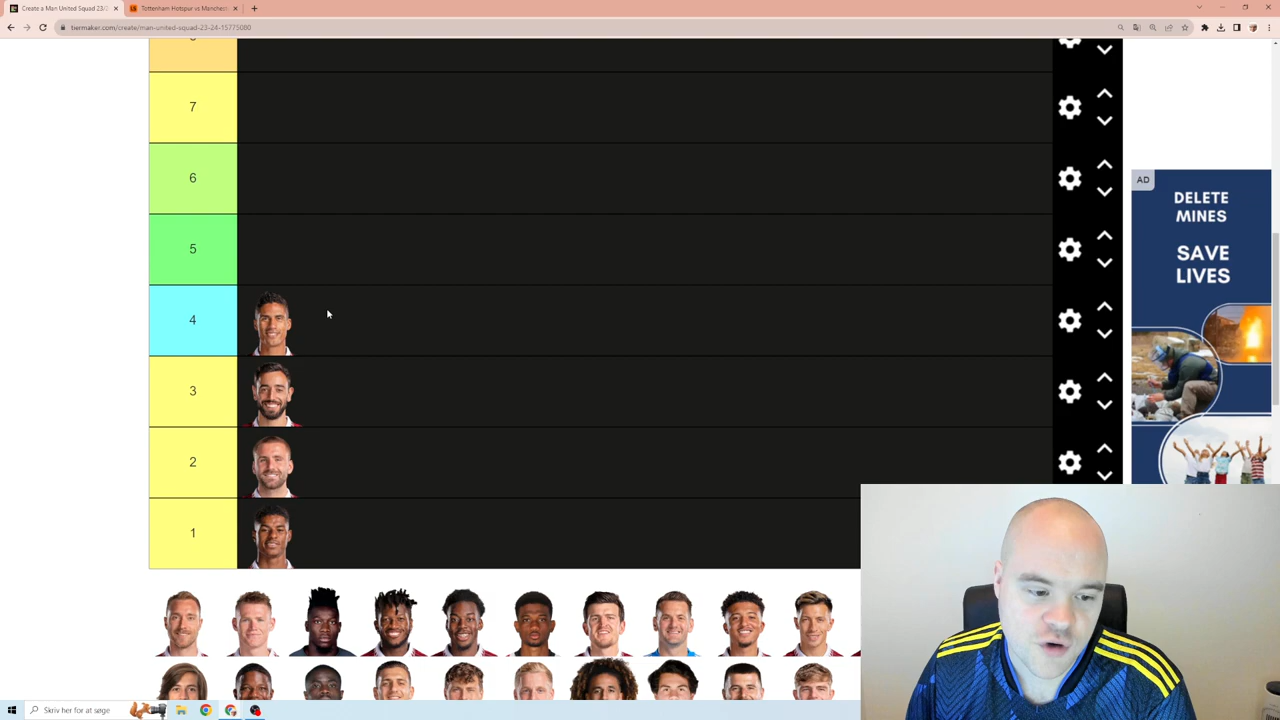 Create a Man United Squad 23/2
Tottenham Hotspur vs Manchest
tiermaker.com/create/man-united-squad-23-24-15775080
7
6
5
4
3
2
1
AD
DELETE
MINES
SAVE
LIVES
Skriv her for at søge